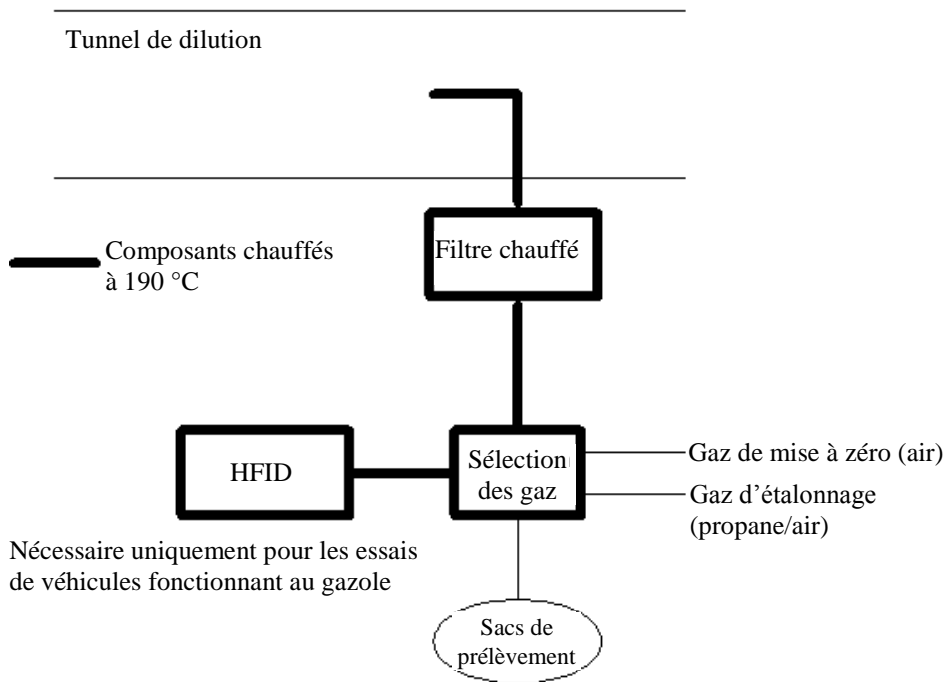 Tunnel de dilution
Composants chauffés
à 190 °C
Filtre chauffé
HFID
Sélection
des gaz
Gaz de mise à zéro (air)
Gaz d’étalonnage
(propane/air)
Nécessaire uniquement pour les essais
de véhicules fonctionnant au gazole
Sacs de
prélèvement